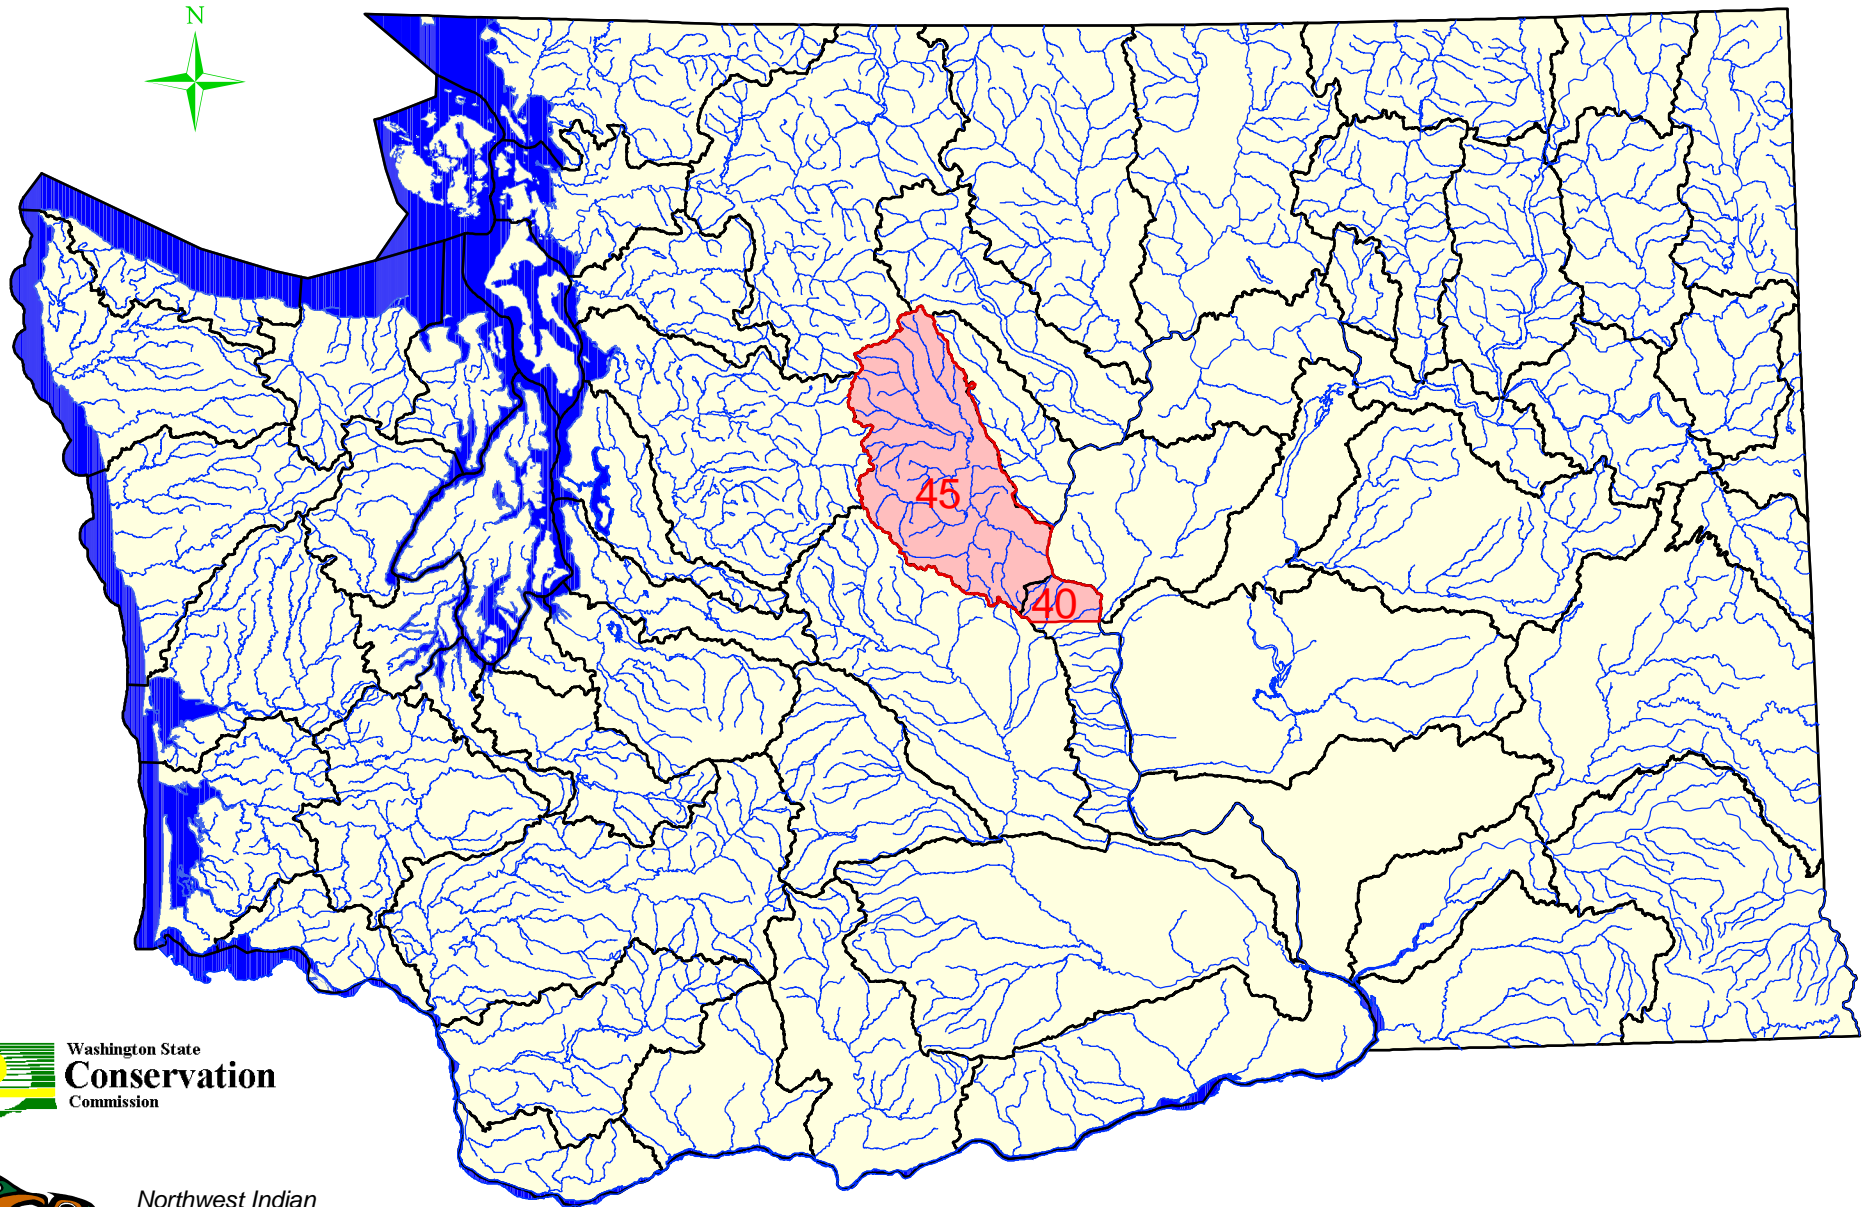 N
45
40
Washington State
Conservation
Commission
Northwest Indian